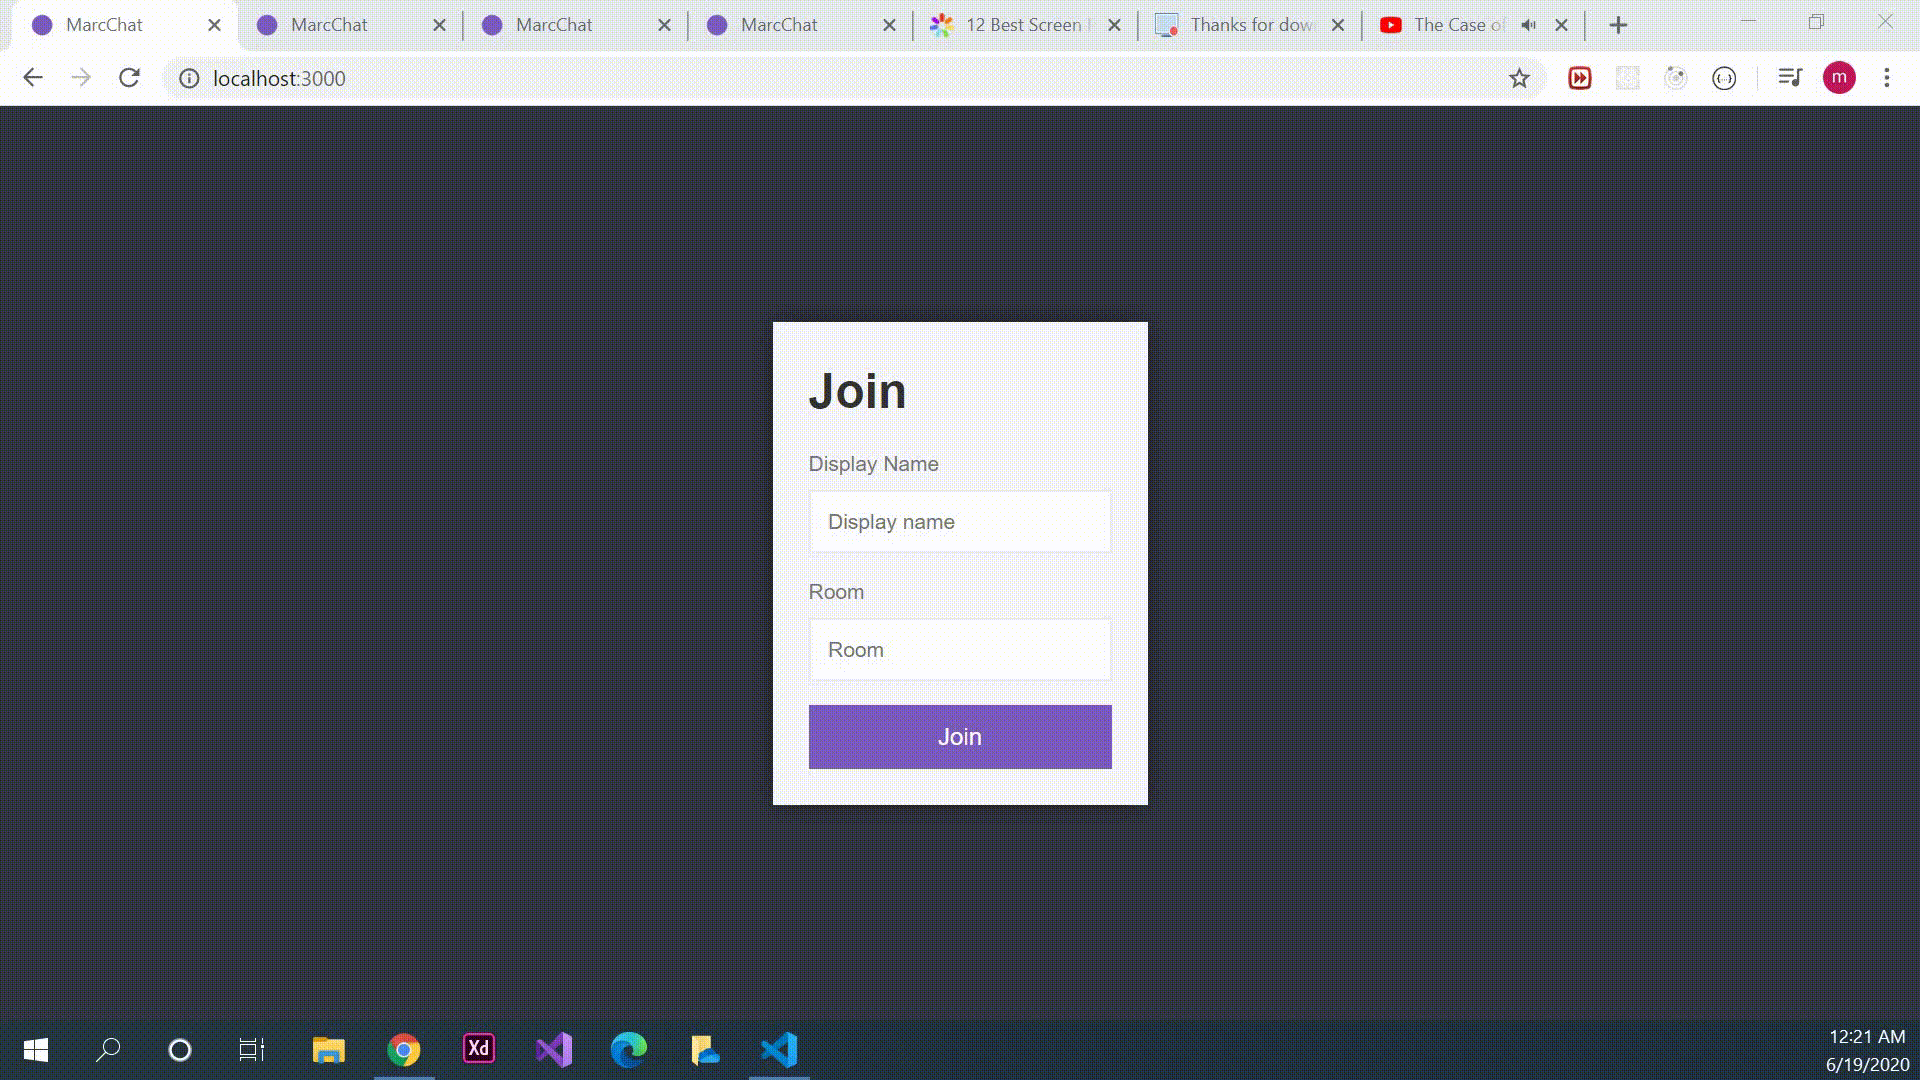 MarcChat
MarcChat
MarcChat
MarcChat
12 Best Screen
Thanks for dow
The Case of
localhost:3000
m
Join
Display Name
Display name
Room
Room
Join
Xd
12:21 AM
6/19/2020